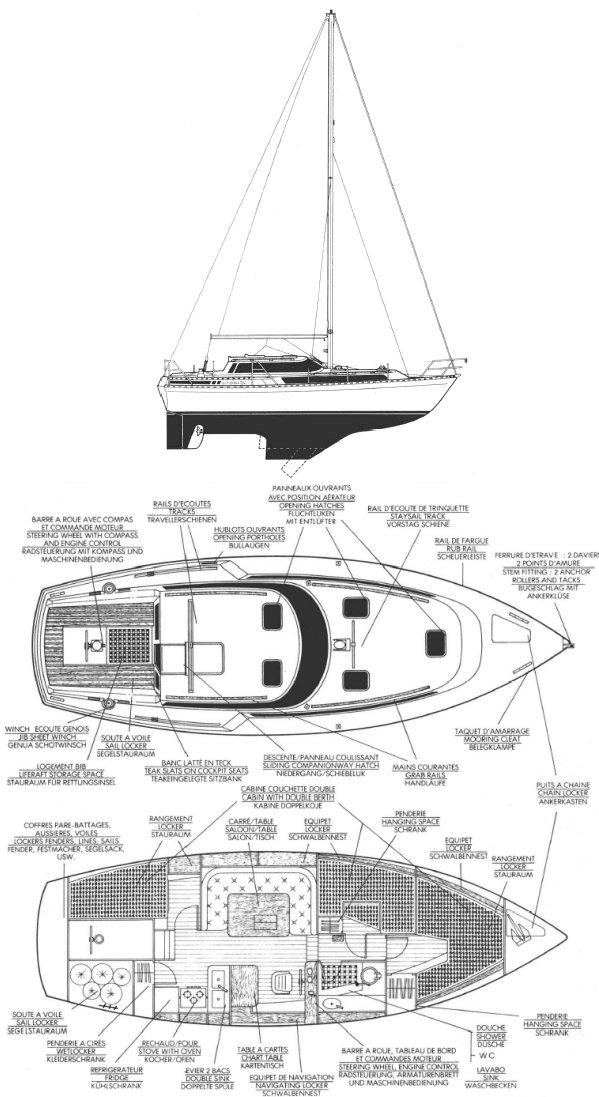 PANNEAUX OUVRANTS
AVEC POSITION AÉRATEUR
OPENING HATCHES
FLUCHTLUKEN
MIT ENTLÜFTER
RAILS D'ECOUTES
TRACKS
TRAVELLERSCHIENEN
RAIL D'ECOUTE DE TRINQUETTE
STAYSAIL TRACK
VORSTAG SCHIENE
BARRE A ROUE AVEC COMPAS
ET COMMANDE MOTEUR
STEERING WHEEL WITH COMPASS
AND ENGINE CONTROL
RADSTEUERUNG MIT KOMPASS UND
MASCHINENBEDIENUNG
HUBLOTS OUVRANTS
OPENING PORTHOLES
BULLAUGEN
RAIL DE FARGUE
RUB RAIL
SCHEUERLEISTE
FERRURE D'ETRAVE : 2 DAVIERS
2 POINTS D'AMURE
STEM FITTING : 2 ANCHOR
ROLLERS AND TACKS
BUGESCHLAG MIT
ANKERKLÜSE
WINCH ECOUTE GENOIS
JIB SHEET WINCH
GENUA SCHOTWINSCH
SOUTE A VOILE
SAIL LOCKER
SEGELSTAURAUM
LOGEMENT BIB
LIFERAFT STORAGE SPACE
STAURAUM FÜR RETTUNGSINSEL
BANC LATTÉ EN TECK
TEAK SLATS ON COCKPIT SEATS
TEAKEINGELEGTE SITZBANK
DESCENTE/PANNEAU COULISSANT
SLIDING COMPANIONWAY HATCH
NIEDERGANG/SCHIEBELUK
MAINS COURANTES
GRAB RAILS
HANDLÄUFE
TAQUET D'AMARRAGE
MOORING CLEAT
BELEGKLAMPE
PUITS A CHAINE
CHAIN LOCKER
ANKERKASTEN
CABINE COUCHETTE DOUBLE
CABIN WITH DOUBLE BERTH
KABINE DOPPELKOJE
COFFRES PARE-BATTAGES,
AUSSIERES, VOILES
LOCKERS FENDERS, LINES, SAILS
FENDER, FESTMACHER, SEGELSACK,
USW.
RANGEMENT
LOCKER
STAURAUM
CARRÉ/TABLE
SALOON/TABLE
SALON/TISCH
EQUIPET
LOCKER
SCHWALBENNEST
PENDERIE
HANGING SPACE
SCHRANK
EQUIPET
LOCKER
SCHWALBENNEST
RANGEMENT
LOCKER
STAURAUM
SOUTE A VOILE
SAIL LOCKER
SEGELSTAURAUM
PENDERIE A CIRÉS
WETLOCKER
KLEIDERSCHRANK
REFRIGERATEUR
FRIDGE
KÜHLSCHRANK
RECHAUD/FOUR
STOVE WITH OVEN
KOCHER/OFEN
EVIER 2 BACS
DOUBLE SINK
DOPPELTE SPÜLE
TABLE A CARTES
CHART TABLE
KARTENTISCH
EQUIPET DE NAVIGATION
NAVIGATING LOCKER
SCHWALBENNEST
BARRE A ROUE, TABLEAU DE BORD
ET COMMANDES MOTEUR
STEERING WHEEL, ENGINE CONTROL
RADSTEUERUNG, ARMATURENBRETT
UND MASCHINENBEDIENUNG
PENDERIE
HANGING SPACE
SCHRANK
DOUCHE
SHOWER
DUSCHE
W C
LAVABO
SINK
WASCHBECKEN